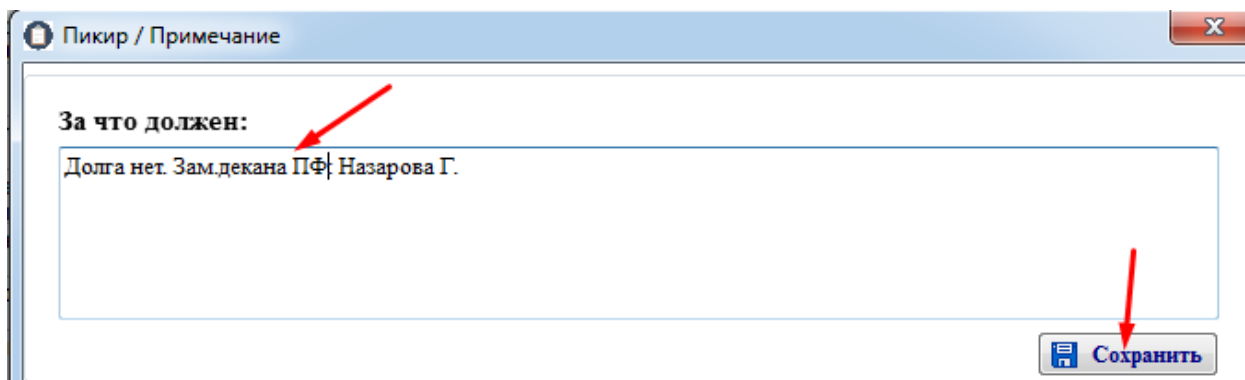 Пикир / Примечание
За что должен:
Долга нет. Зам.декана ПФ: Назарова Г.
Сохранить